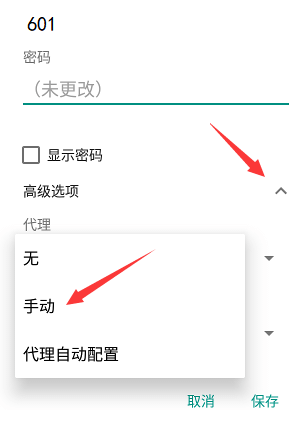 601
密码
（未更改）
显示密码
高级选项
代理
无
手动
代理自动配置
取消 保存